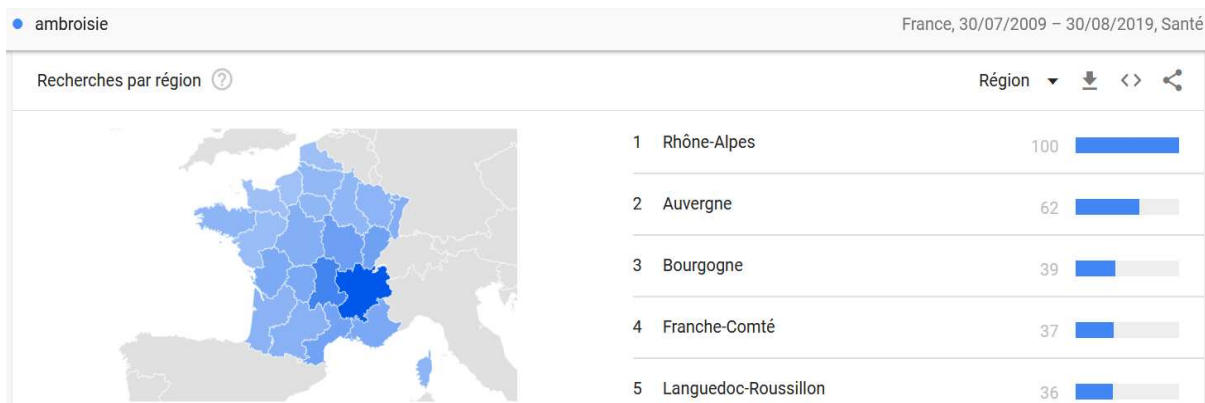 ambroisie
France, 30/07/2009 – 30/08/2019, Santé
Recherches par région ?
Région
1 Rhône-Alpes 100
2 Auvergne 62
3 Bourgogne 39
4 Franche-Comté 37
5 Languedoc-Roussillon 36